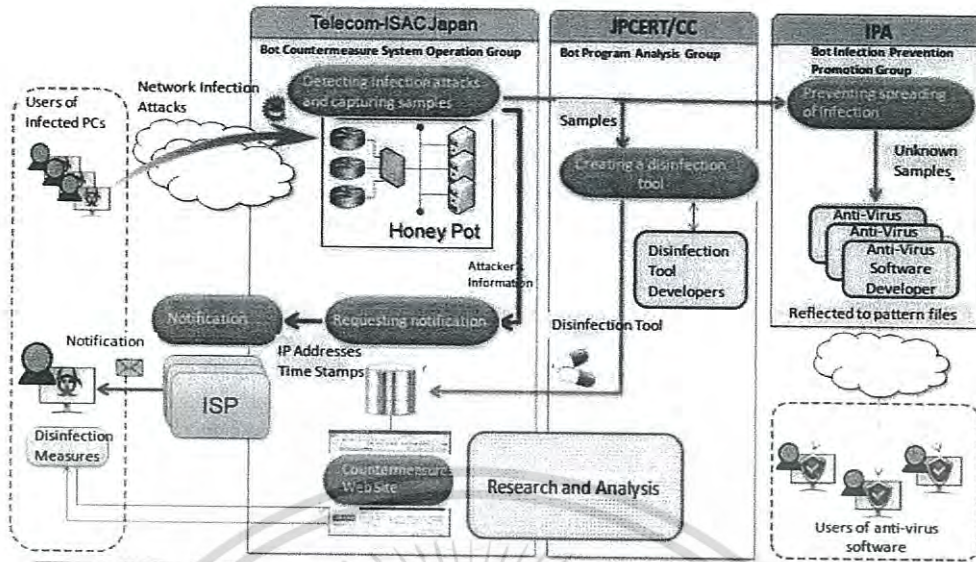 Telecom-ISAC Japan
Bot Countermeasure System Operation Group
JPCERT/CC
Bot Program Analysis Group
IPA
Bot Infection Prevention
Promotion Group
Users of
Infected PCs
Network Infection
Attacks
Detecting infection attacks
and capturing samples
Honey Pot
Samples
Creating a disinfection
tool
Disinfection
Tool
Developers
Preventing spreading
of infection
Unknown
Samples
Anti-Virus
Anti-Virus
Anti-Virus
Software
Developer
Reflected to pattern files
Attacker's
Information
Notification
Requesting notification
Disinfection Tool
Notification
IP Addresses
Time Stamps
ISP
Disinfection
Measures
Countermeasures
Web Site
Research and Analysis
Users of anti-virus
software